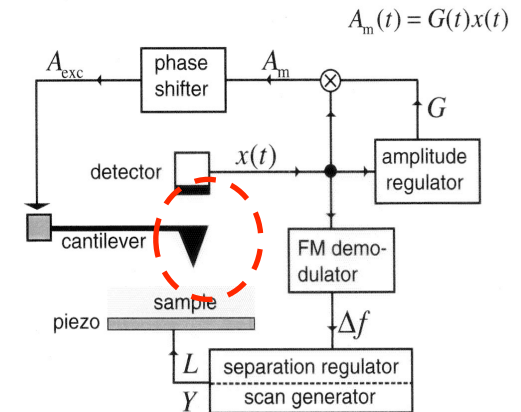 A_m(t) = G(t)x(t)
A_exc
phase
shifter
A_m
G
detector
x(t)
amplitude
regulator
cantilever
FM demo-
dulator
sample
piezo
Δf
L
separation regulator
Y
scan generator